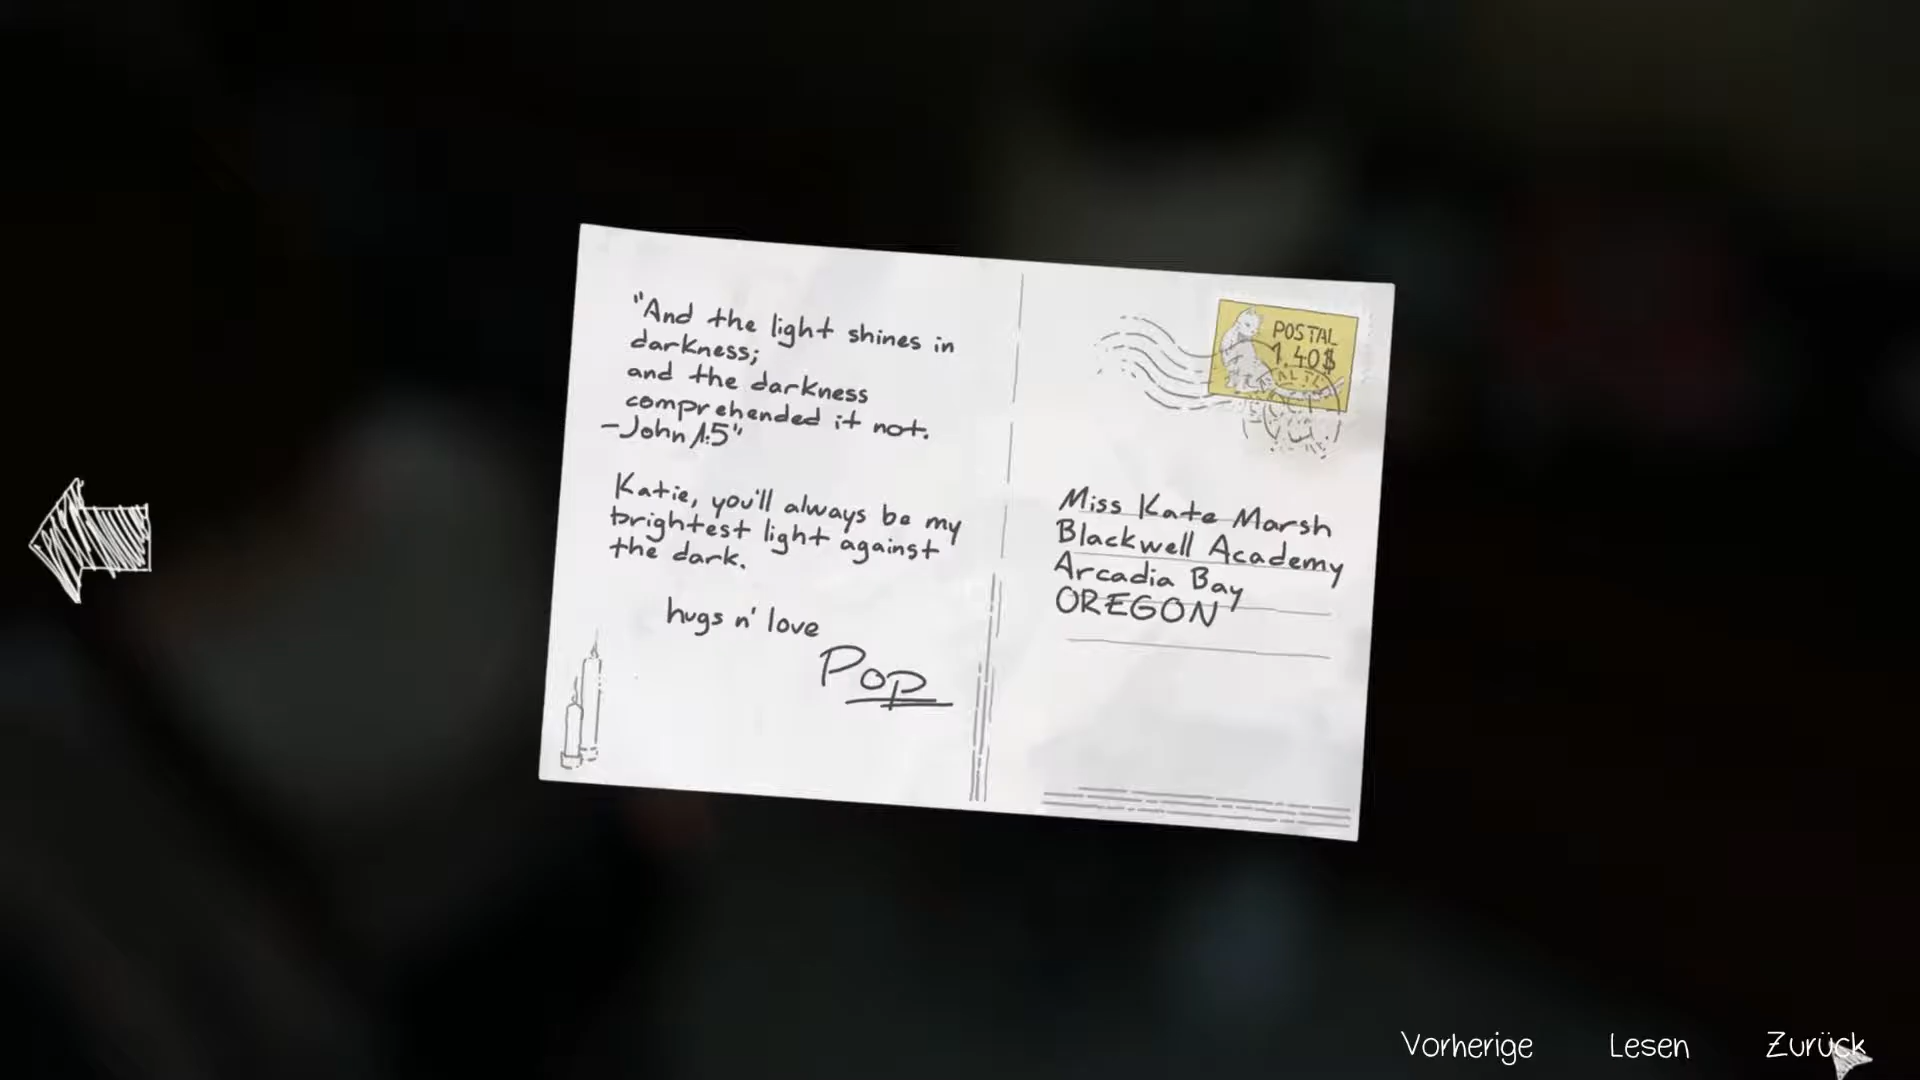 "And the light shines in
darkness;
and the darkness
comprehended it not.
-John 1:5"
Katie, you'll always be my
brightest light against
the dark.
hugs n' love
Pop
POSTAL
1.40$
Miss Kate Marsh
Blackwell Academy
Arcadia Bay
OREGON
Vorherige
Lesen
Zurück